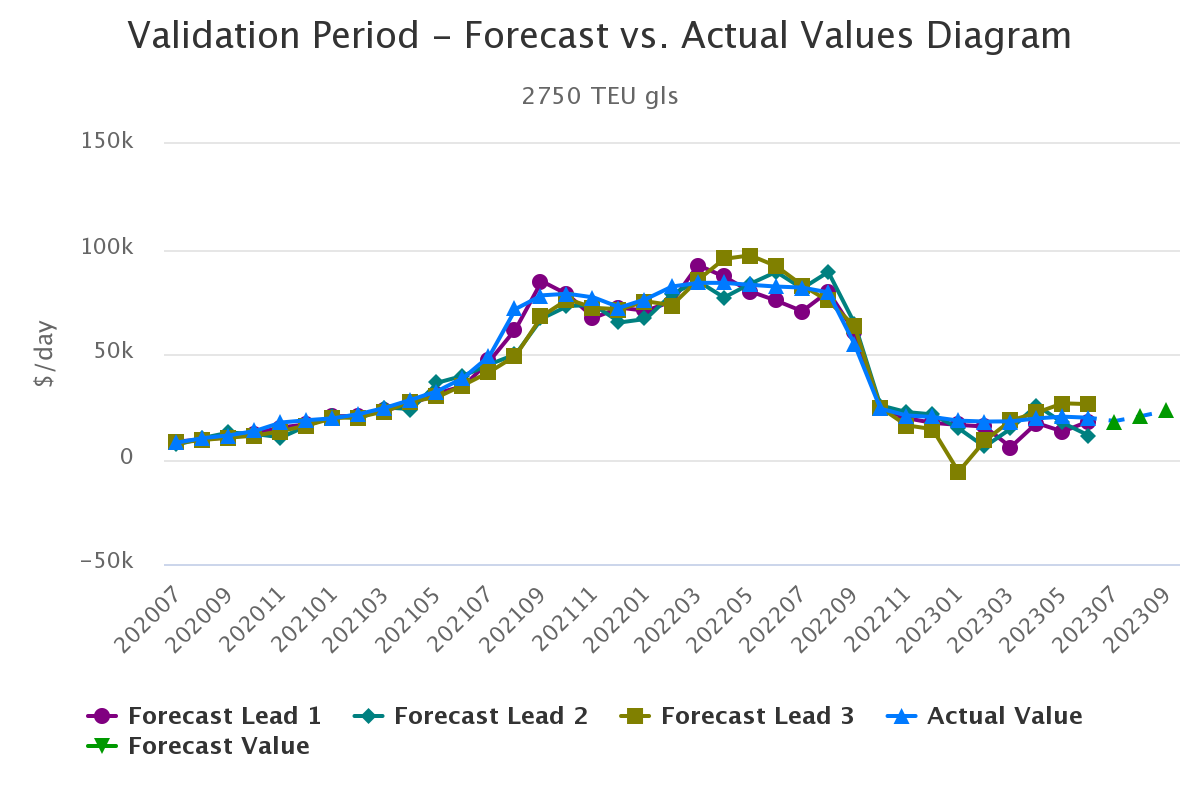 Validation Period – Forecast vs. Actual Values Diagram
2750 TEU gls
150k
100k
50k
0
−50k
$/day
202007 202009 202011 202101 202103 202105 202107 202109 202111 202201 202203 202205 202207 202209 202211 202301 202303 202305 202307 202309
Forecast Lead 1 Forecast Lead 2 Forecast Lead 3 Actual Value
Forecast Value